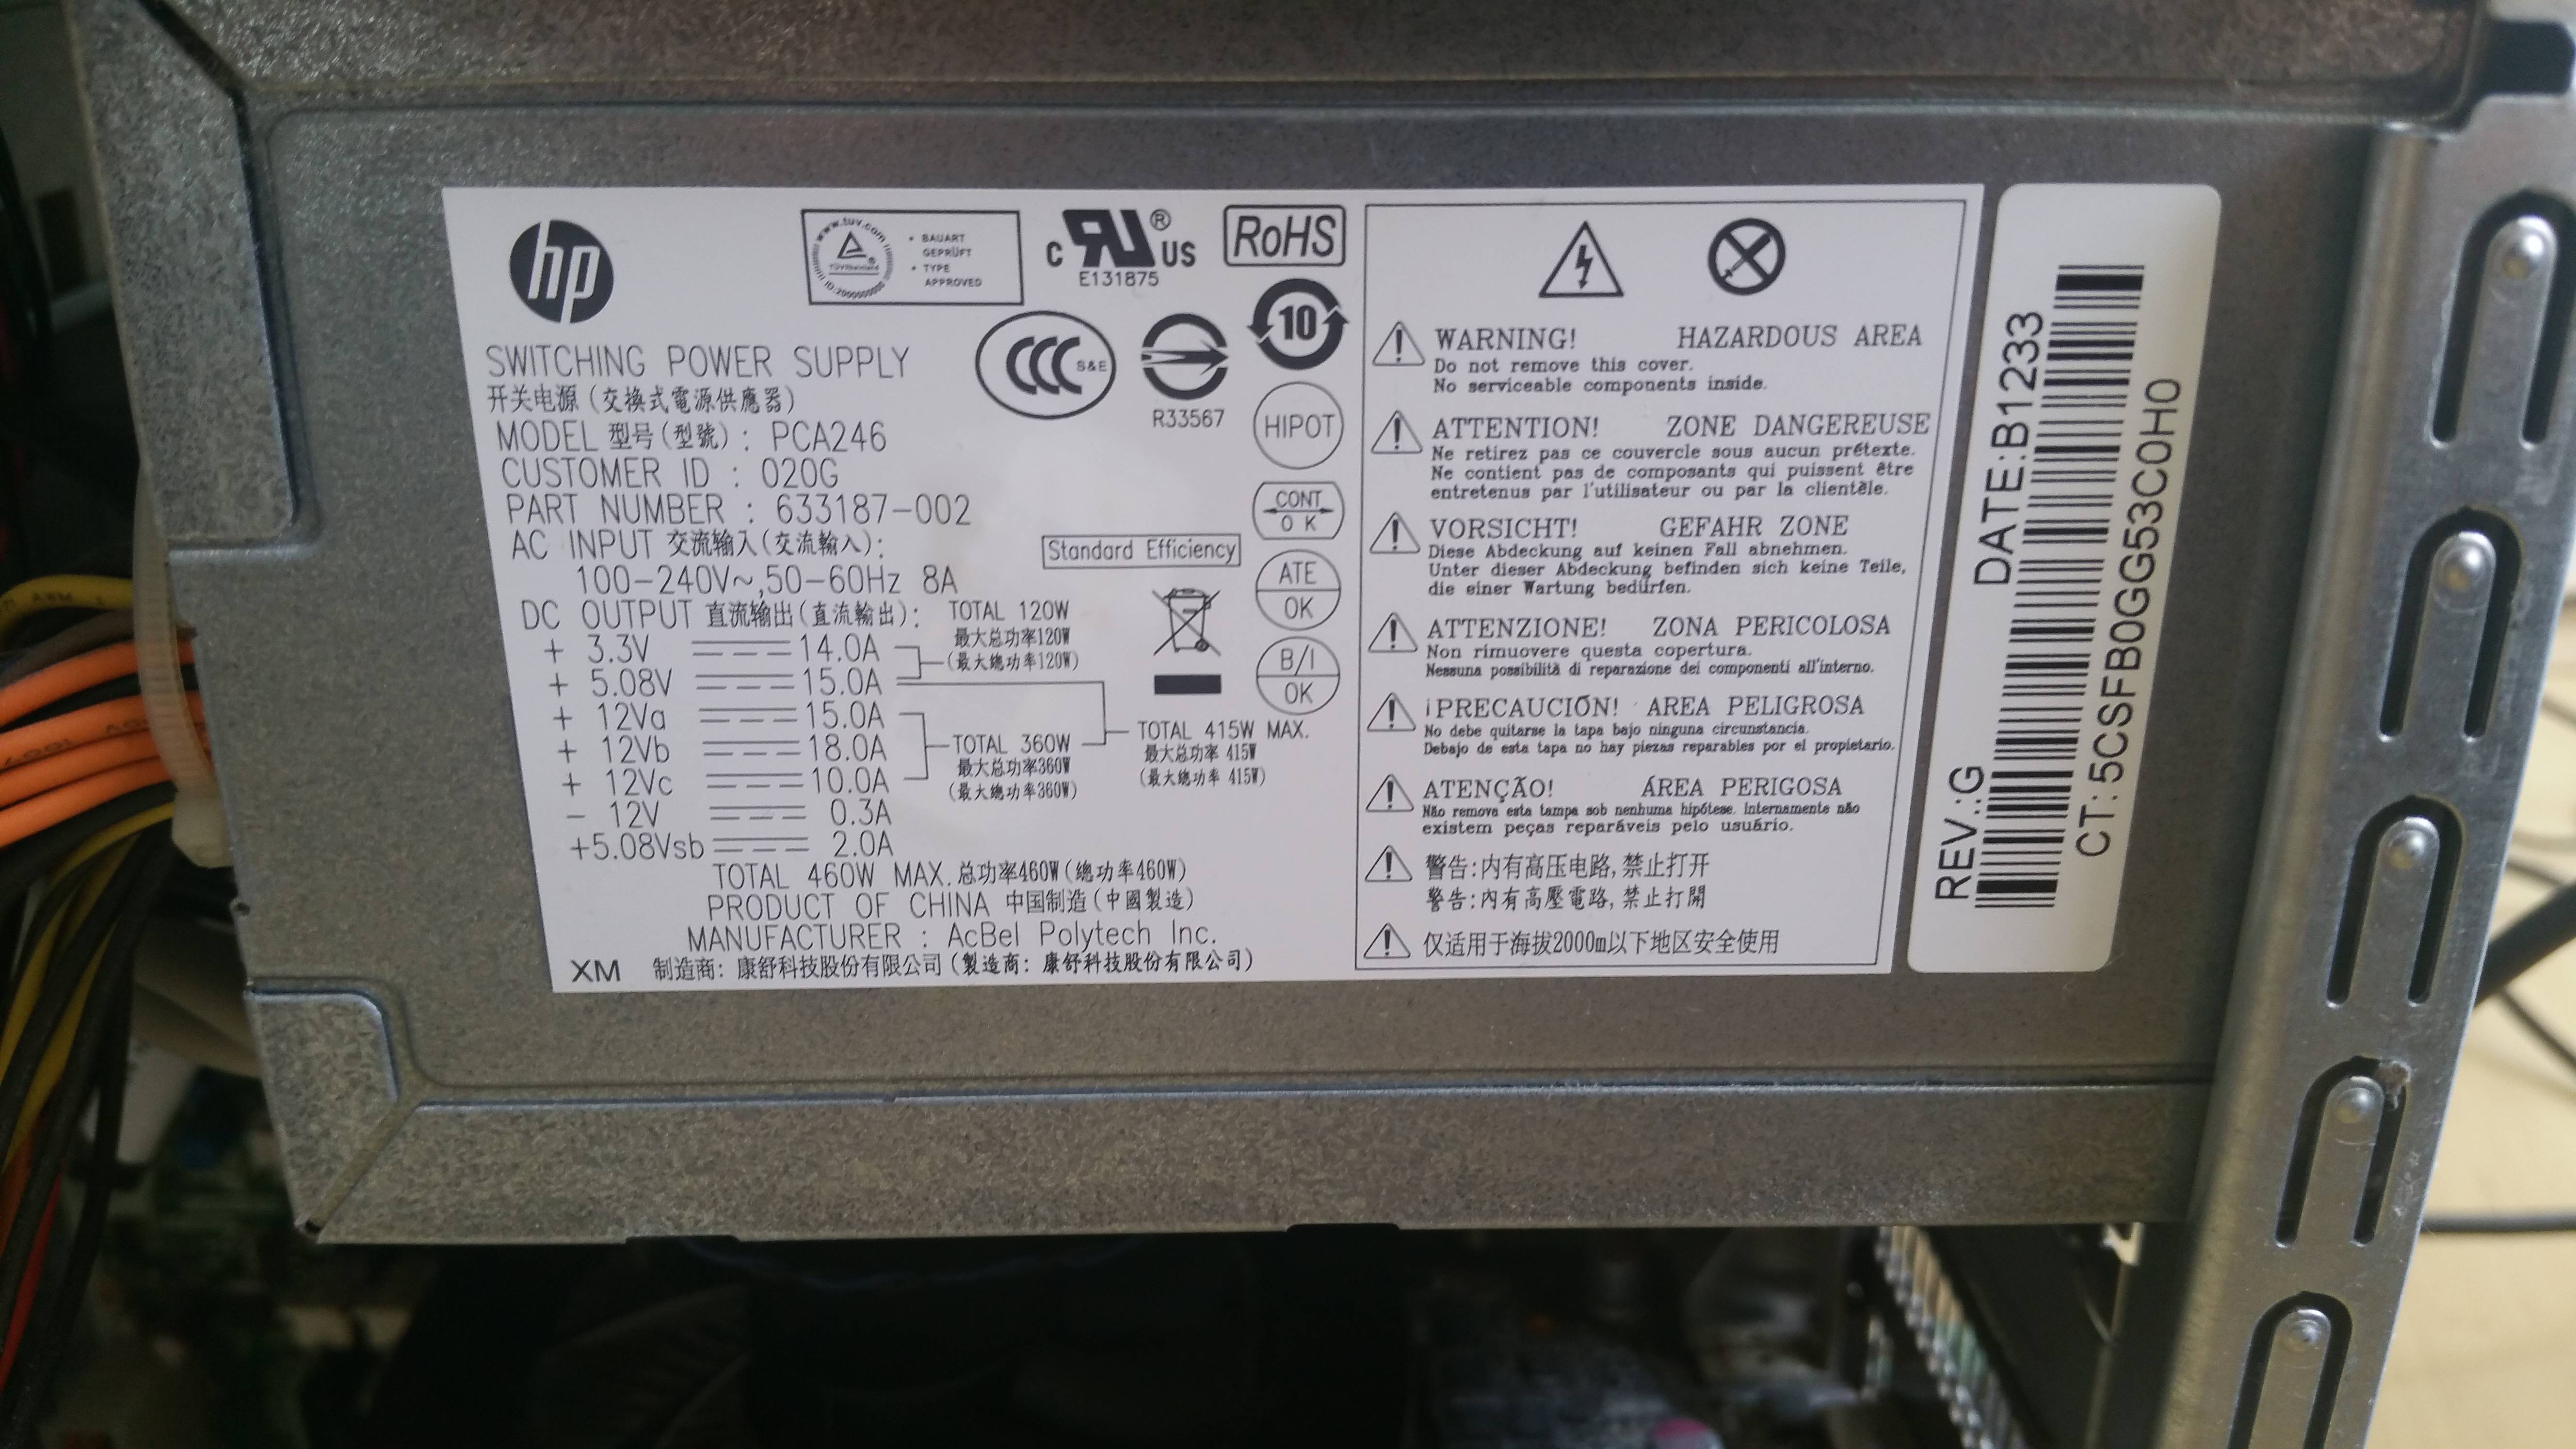 hp
www.tuv.com
TÜVRheinland
ID:2000000000
• BAUART
GEPRÜFT
• TYPE
APPROVED
C RU ® US
E131875
RoHS
CCC S&E
R33567
10
HIPOT
CONT
O K
ATE
OK
B/I
OK
SWITCHING POWER SUPPLY
开关电源(交換式電源供應器)
MODEL 型号(型號): PCA246
CUSTOMER ID : 020G
PART NUMBER : 633187-002
AC INPUT 交流输入(交流輸入):
100-240V~,50-60Hz 8A
Standard Efficiency
DC OUTPUT 直流输出(直流輸出):
+ 3.3V 14.0A
+ 5.08V 15.0A
+ 12Va 15.0A
+ 12Vb 18.0A
+ 12Vc 10.0A
- 12V 0.3A
+5.08Vsb 2.0A
TOTAL 120W
最大总功率120W
(最大總功率120W)
TOTAL 360W
最大总功率360W
(最大總功率360W)
TOTAL 415W MAX.
最大总功率 415W
(最大總功率 415W)
TOTAL 460W MAX.总功率460W(總功率460W)
PRODUCT OF CHINA 中国制造(中國製造)
MANUFACTURER : AcBel Polytech Inc.
XM 制造商: 康舒科技股份有限公司(製造商: 康舒科技股份有限公司)
WARNING! HAZARDOUS AREA
Do not remove this cover.
No serviceable components inside.
ATTENTION! ZONE DANGEREUSE
Ne retirez pas ce couvercle sous aucun prétexte.
Ne contient pas de composants qui puissent être
entretenus par l'utilisateur ou par la clientèle.
VORSICHT! GEFAHR ZONE
Diese Abdeckung auf keinen Fall abnehmen.
Unter dieser Abdeckung befinden sich keine Teile,
die einer Wartung bedürfen.
ATTENZIONE! ZONA PERICOLOSA
Non rimuovere questa copertura.
Nessuna possibilità di reparazione dei componenti all'interno.
¡PRECAUCIÕN! AREA PELIGROSA
No debe quitarse la tapa bajo ninguna circunstancia.
Debajo de esta tapa no hay piezas reparables por el propietario.
ATENÇÃO! ÁREA PERIGOSA
Não remova esta tampa sob nenhuma hipótese. Internamente não
existem peças reparáveis pelo usuário.
警告:内有高压电路,禁止打开
警告:內有高壓電路,禁止打開
仅适用于海拔2000m以下地区安全使用
REV.:G DATE:B1233
CT:5CSFB0GG53C0H0